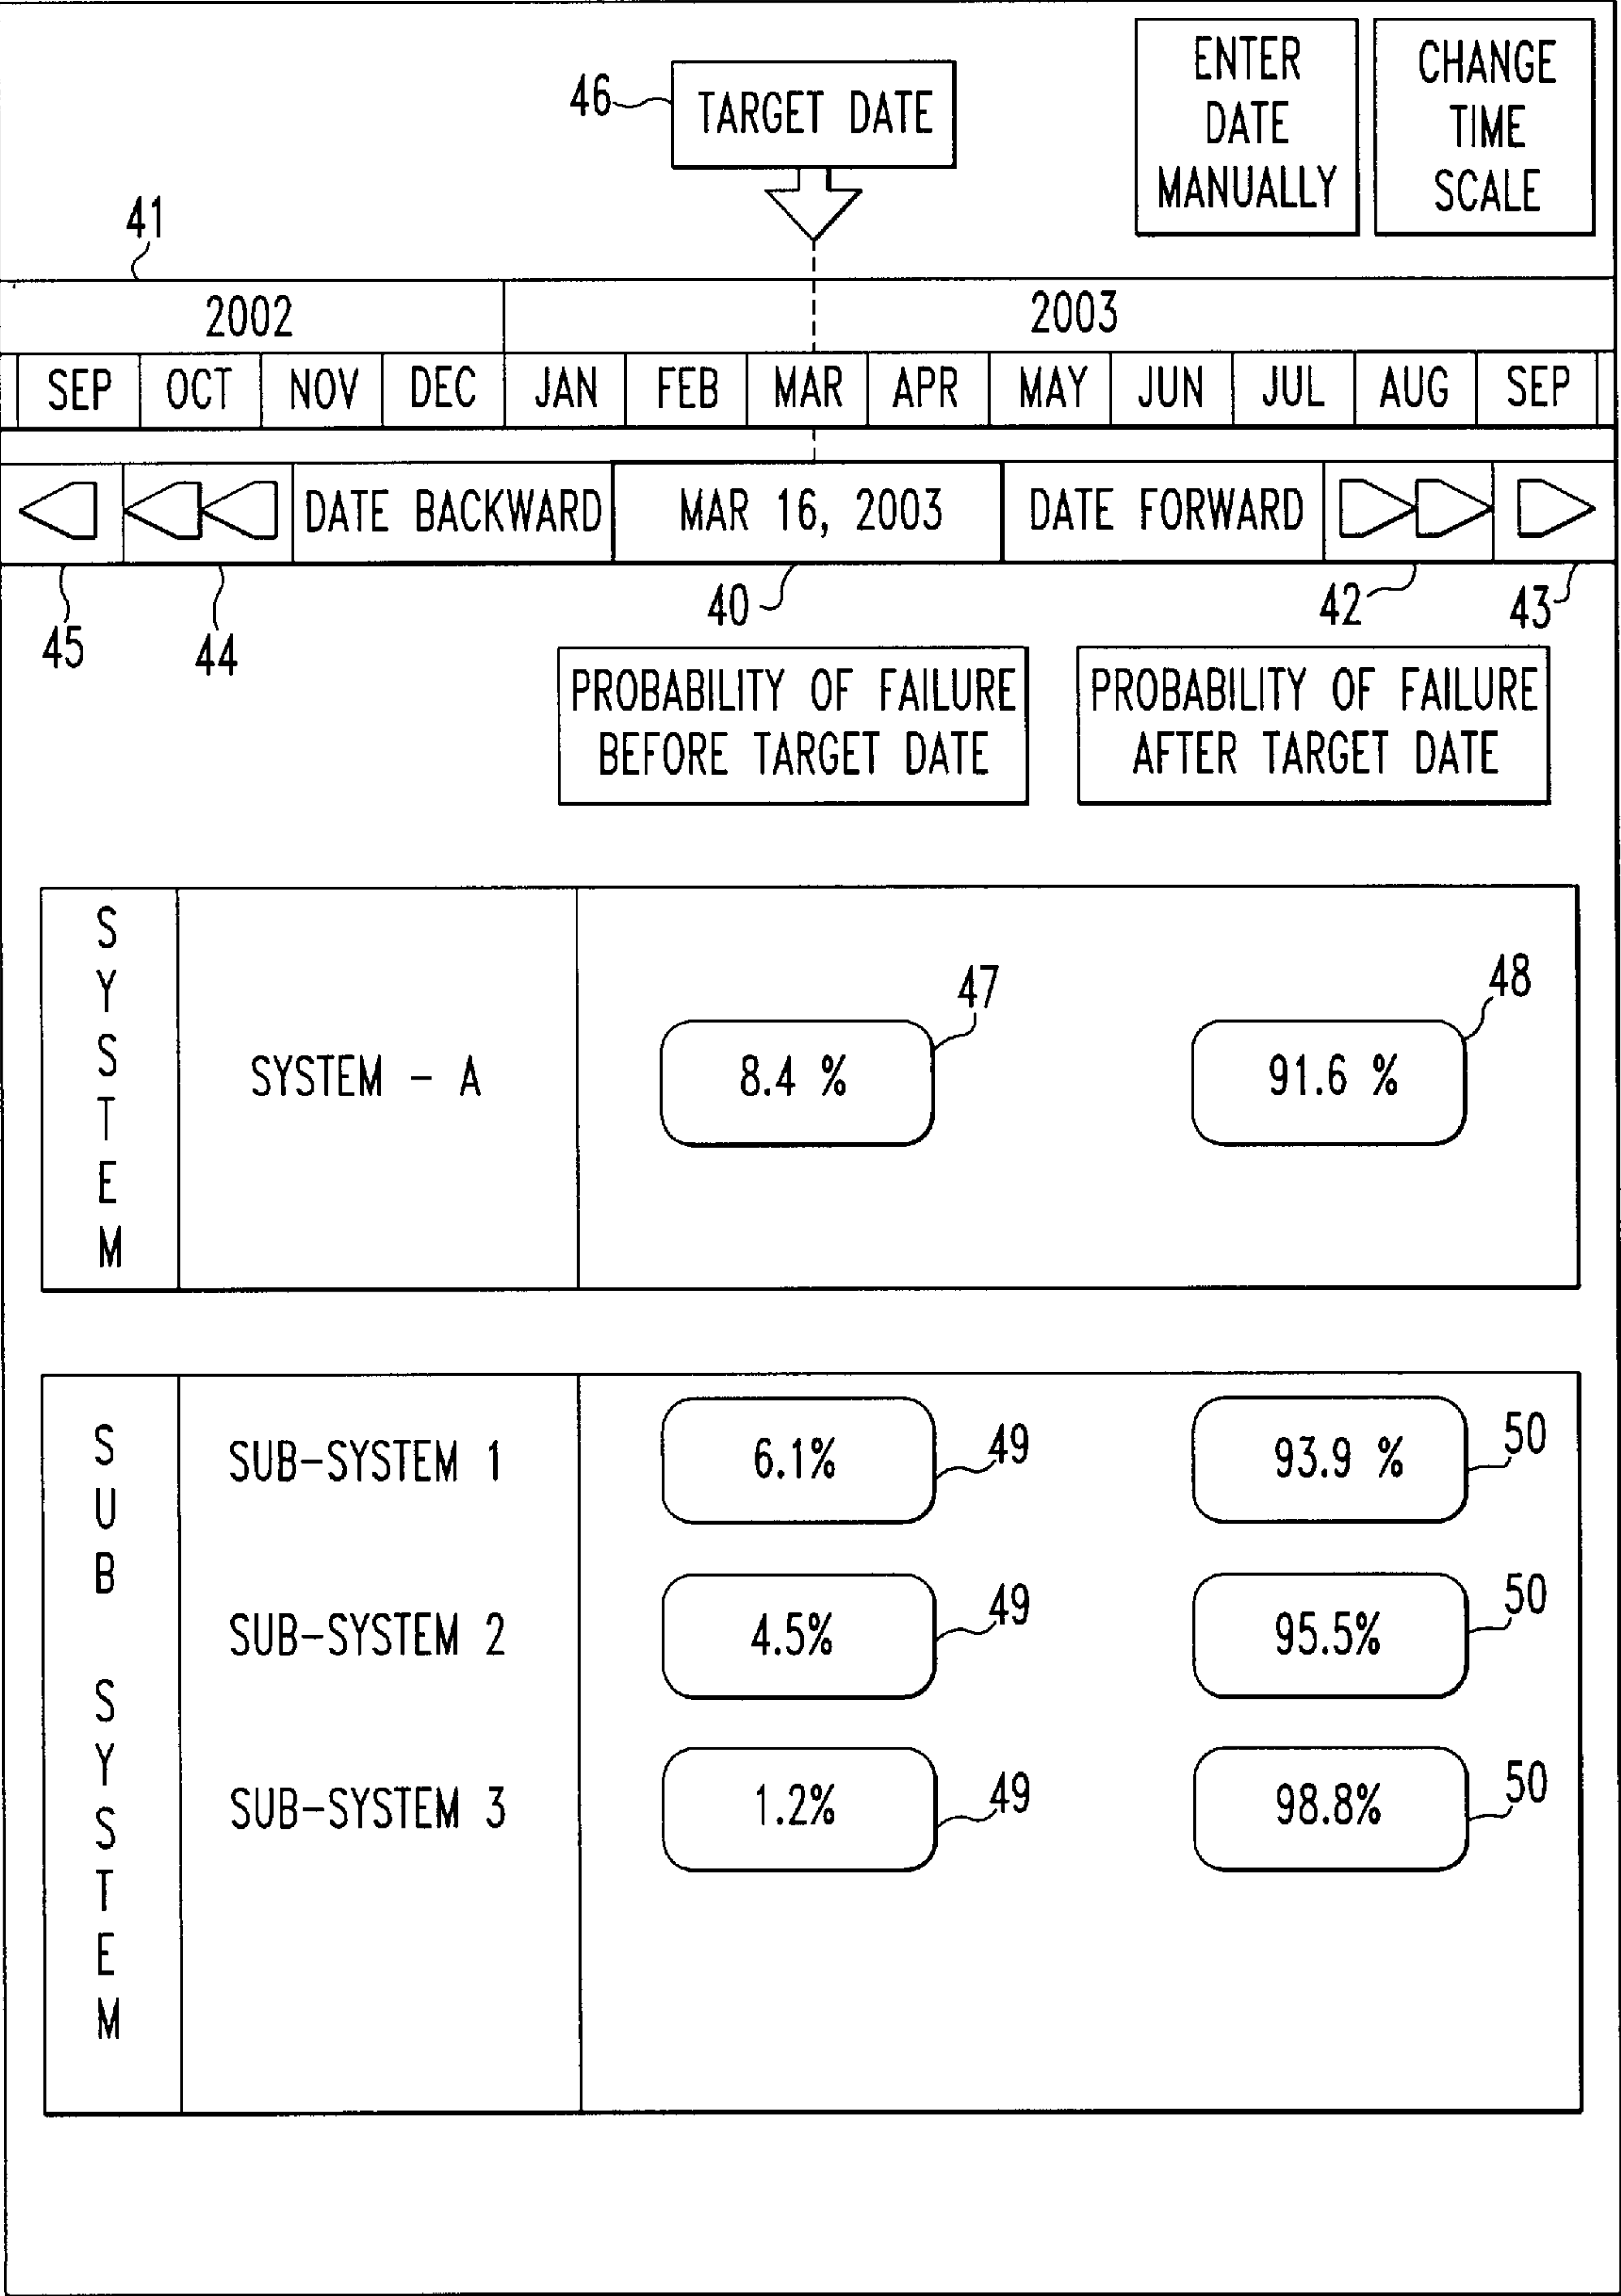 46
TARGET DATE
ENTER
DATE
MANUALLY
CHANGE
TIME
SCALE
41
2002
2003
SEP OCT NOV DEC JAN FEB MAR APR MAY JUN JUL AUG SEP
DATE BACKWARD MAR 16, 2003 DATE FORWARD
45 44 40 42 43
PROBABILITY OF FAILURE
BEFORE TARGET DATE
PROBABILITY OF FAILURE
AFTER TARGET DATE
SYSTEM
SYSTEM - A
8.4 %
47
91.6 %
48
SUB SYSTEM
SUB-SYSTEM 1 6.1% 49 93.9 % 50
SUB-SYSTEM 2 4.5% 49 95.5% 50
SUB-SYSTEM 3 1.2% 49 98.8% 50